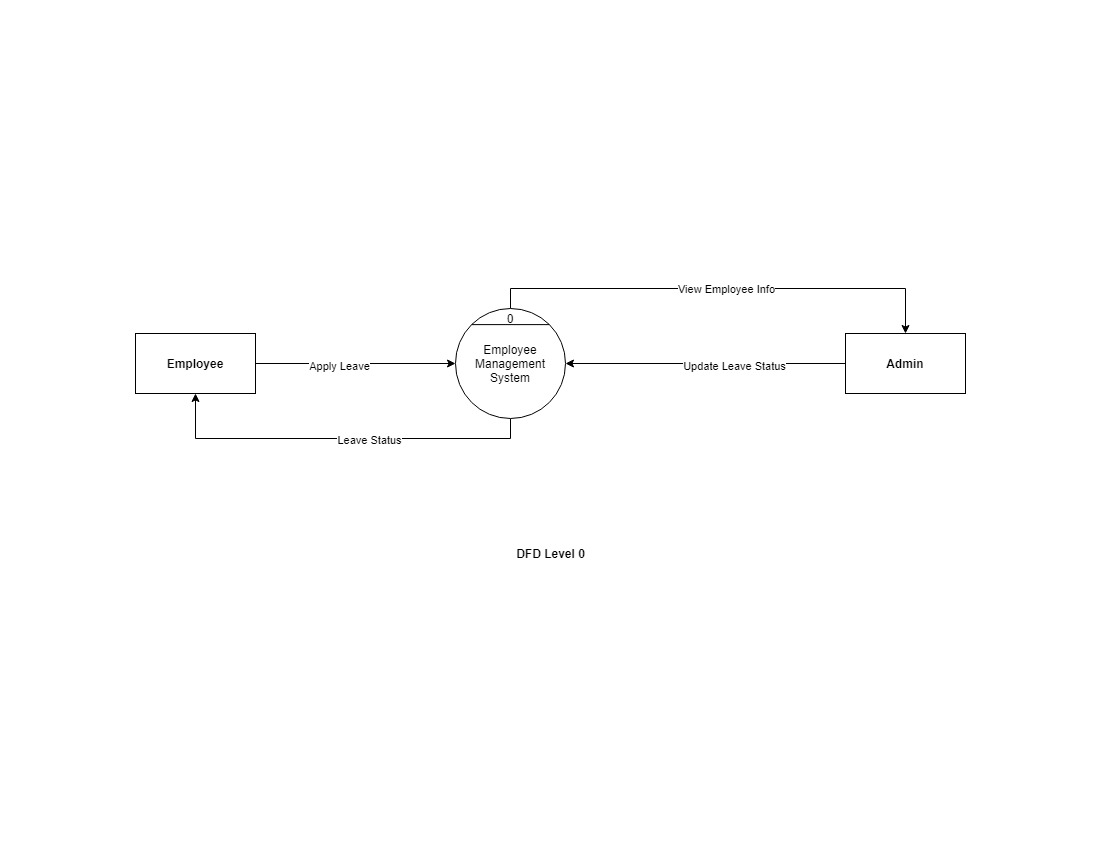 View Employee Info
0
Employee
Management
System
Employee
Apply Leave
Update Leave Status
Admin
Leave Status
DFD Level 0